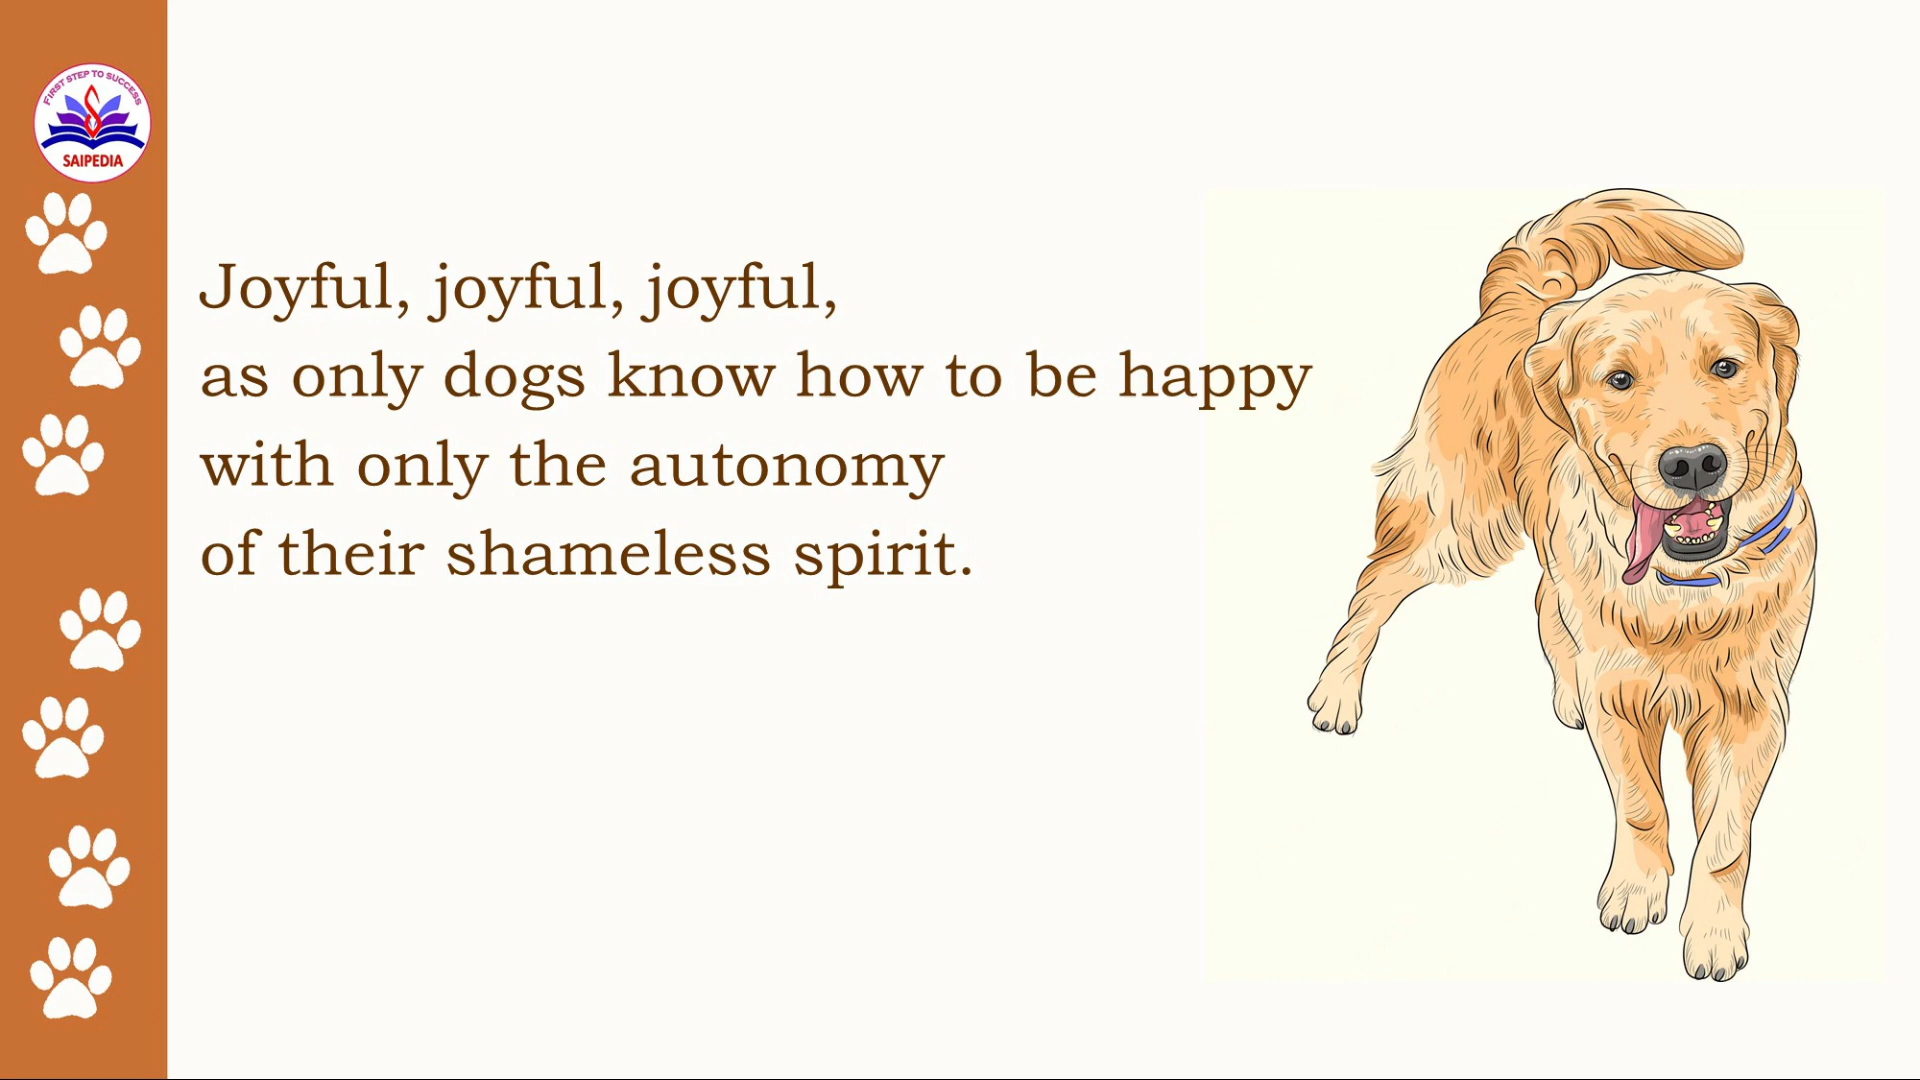 FIRST STEP TO SUCCESS
SAIPEDIA
Joyful, joyful, joyful,
as only dogs know how to be happy
with only the autonomy
of their shameless spirit.